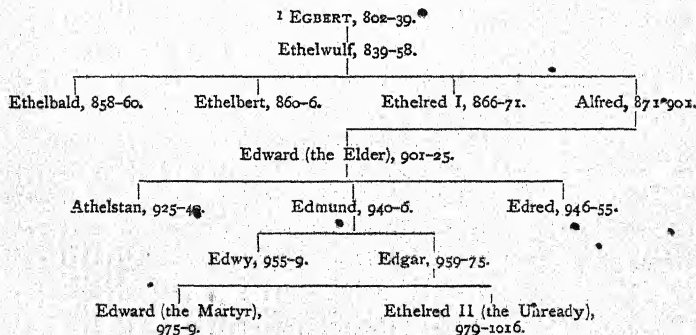 1 EGBERT, 802-39.
Ethelwulf, 839-58.
Ethelbald, 858-60. Ethelbert, 860-6. Ethelred I, 866-71. Alfred, 871-901.
Edward (the Elder), 901-25.
Athelstan, 925-40. Edmund, 940-6. Edred, 946-55.
Edwy, 955-9. Edgar, 959-75.
Edward (the Martyr), Ethelred II (the Unready),
975-9. 979-1016.